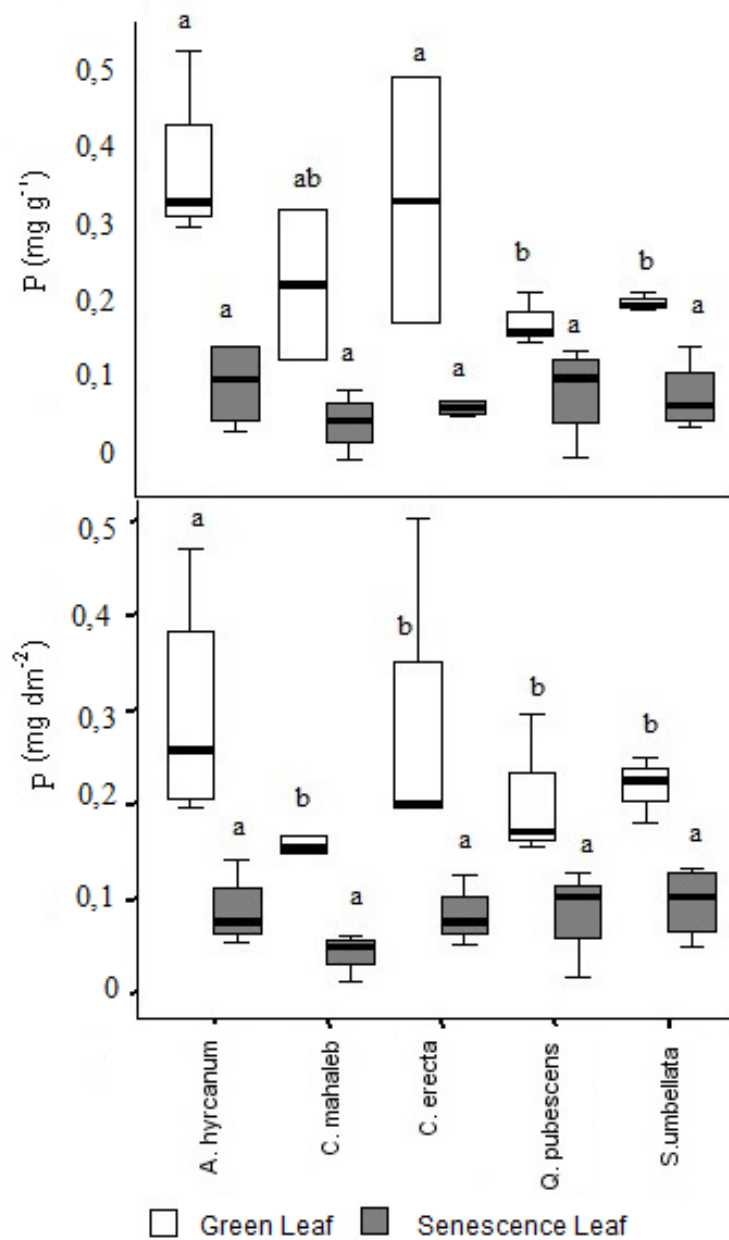 a
a
0,5
0,4
ab
P (mg g⁻¹)
0,3
b
b
0,2
a
a
a
a
a
0,1
0
0,5
a
0,4
b
P (mg dm⁻²)
0,3
b
b
0,2
b
a
a
a
a
a
0,1
0
A. hyrcanum
C. mahaleb
C. erecta
Q. pubescens
S.umbellata
Green Leaf
Senescence Leaf